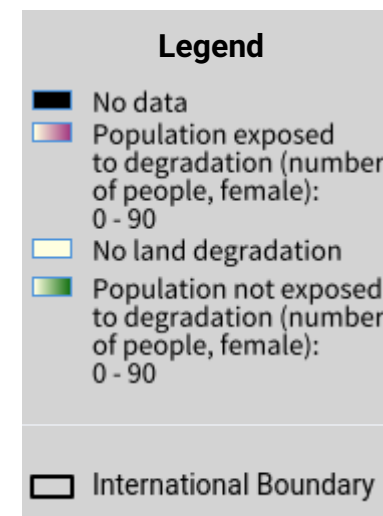 Legend
No data
Population exposed
to degradation (number
of people, female):
0 - 90
No land degradation
Population not exposed
to degradation (number
of people, female):
0 - 90
International Boundary